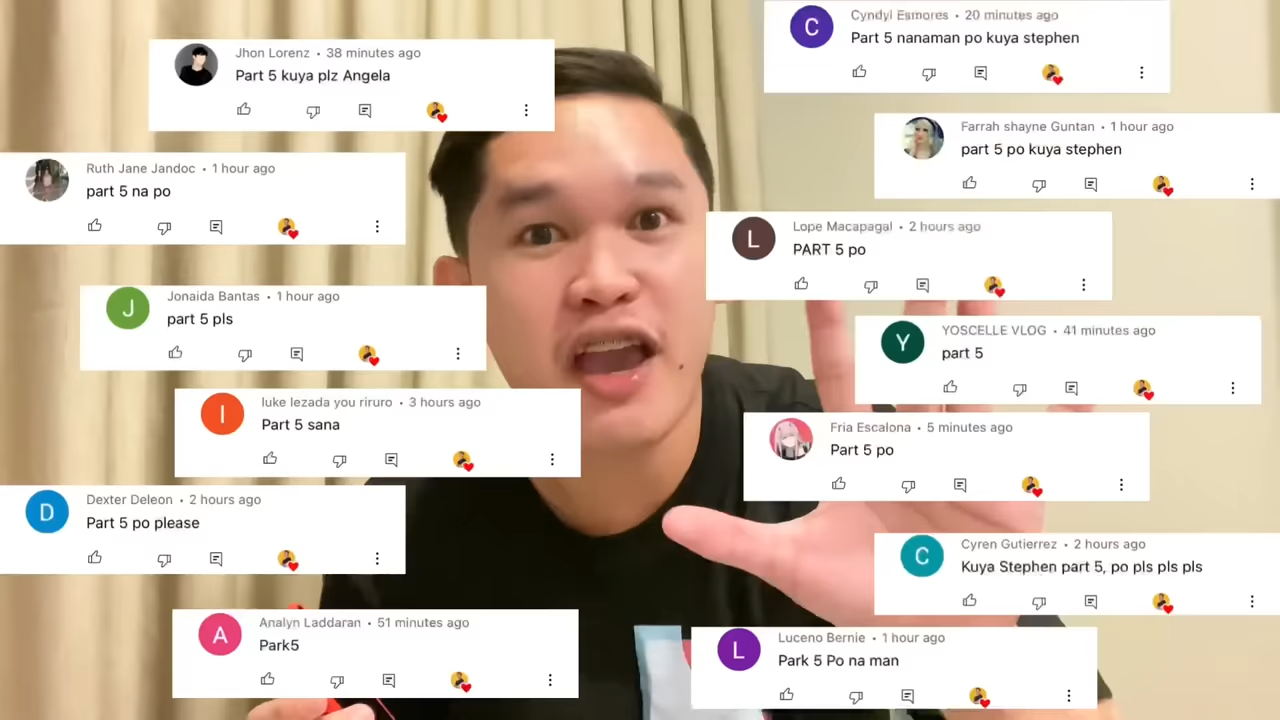 Jhon Lorenz • 38 minutes ago
Part 5 kuya plz Angela
Ruth Jane Jandoc • 1 hour ago
part 5 na po
Jonaida Bantas • 1 hour ago
part 5 pls
luke lezada you riruro • 3 hours ago
Part 5 sana
Dexter Deleon • 2 hours ago
Part 5 po please
Analyn Laddaran • 51 minutes ago
Park5
Cyndyl Esmores • 20 minutes ago
Part 5 nanaman po kuya stephen
Farrah shayne Guntan • 1 hour ago
part 5 po kuya stephen
Lope Macapagal • 2 hours ago
PART 5 po
YOSCELLE VLOG • 41 minutes ago
part 5
Fria Escalona • 5 minutes ago
Part 5 po
Cyren Gutierrez • 2 hours ago
Kuya Stephen part 5, po pls pls pls
Luceno Bernie • 1 hour ago
Park 5 Po na man
C
L
J
Y
I
D
C
A
L